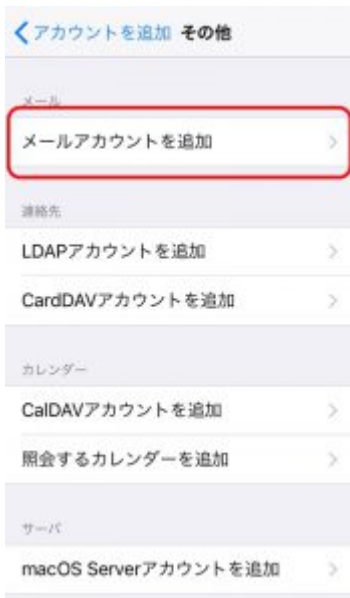 アカウントを追加 その他
メール
メールアカウントを追加
連絡先
LDAPアカウントを追加
CardDAVアカウントを追加
カレンダー
CalDAVアカウントを追加
照会するカレンダーを追加
サーバ
macOS Serverアカウントを追加